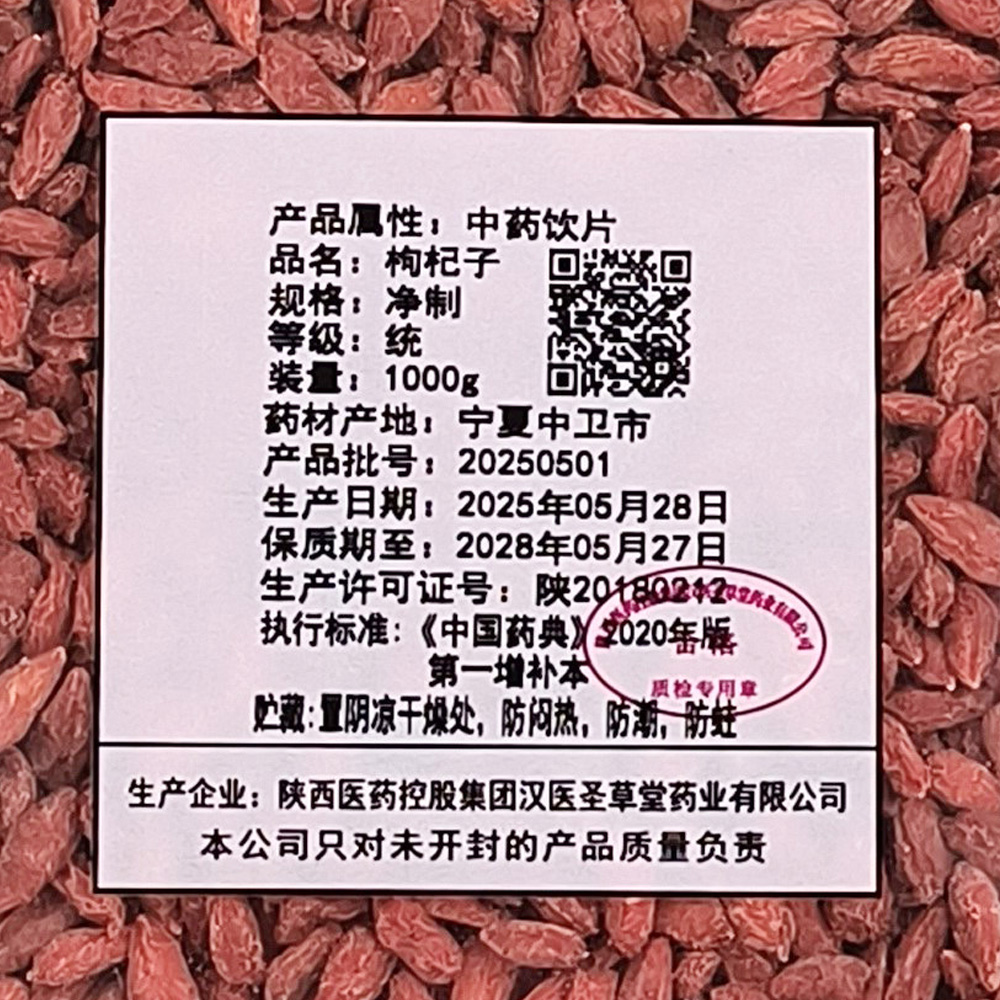 产品属性：中药饮片
品名：枸杞子
规格：净制
等级：统
装量：1000g
药材产地：宁夏中卫市
产品批号：20250501
生产日期：2025年05月28日
保质期至：2028年05月27日
生产许可证号：陕20180212
执行标准：《中国药典》2020年版
第一增补本
贮藏：置阴凉干燥处，防闷热，防潮，防蛀
合格
质检专用章
生产企业：陕西医药控股集团汉医圣草堂药业有限公司
本公司只对未开封的产品质量负责